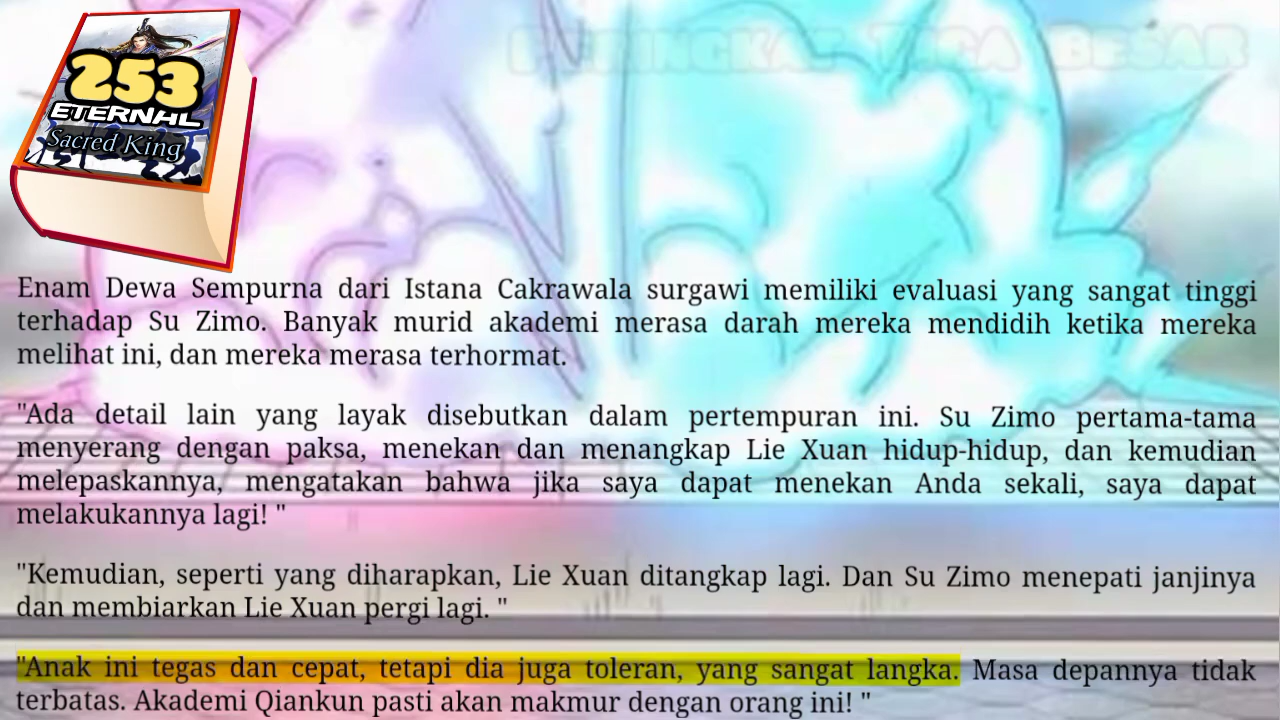 PERINGKAT TIGA BESAR
253
ETERNAL
Sacred King
Enam Dewa Sempurna dari Istana Cakrawala surgawi memiliki evaluasi yang sangat tinggi
terhadap Su Zimo. Banyak murid akademi merasa darah mereka mendidih ketika mereka
melihat ini, dan mereka merasa terhormat.
"Ada detail lain yang layak disebutkan dalam pertempuran ini. Su Zimo pertama-tama
menyerang dengan paksa, menekan dan menangkap Lie Xuan hidup-hidup, dan kemudian
melepaskannya, mengatakan bahwa jika saya dapat menekan Anda sekali, saya dapat
melakukannya lagi! "
"Kemudian, seperti yang diharapkan, Lie Xuan ditangkap lagi. Dan Su Zimo menepati janjinya
dan membiarkan Lie Xuan pergi lagi. "
"Anak ini tegas dan cepat, tetapi dia juga toleran, yang sangat langka. Masa depannya tidak
terbatas. Akademi Qiankun pasti akan makmur dengan orang ini! "